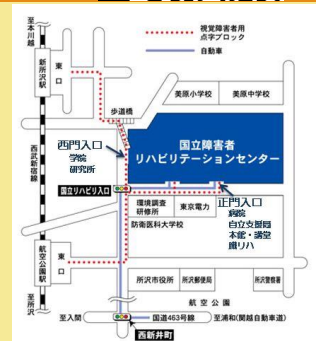 視覚障害者用
点字ブロック
自動車
至本川越
新所沢駅
東口
歩道橋
美原小学校
美原中学校
西門入口
学院
研究所
国立障害者
リハビリテーションセンター
西武新宿線
国立リハビリ入口
正門入口
病院
自立支援局
本館・講堂
環境調査
研修所
東京電力
防衛医科大学校
航空公園駅
東口
所沢市役所
所沢郵便局
所沢警察署
航空公園
至所沢
至入間
国道463号線
至浦和(関越自動車道)
西新井町